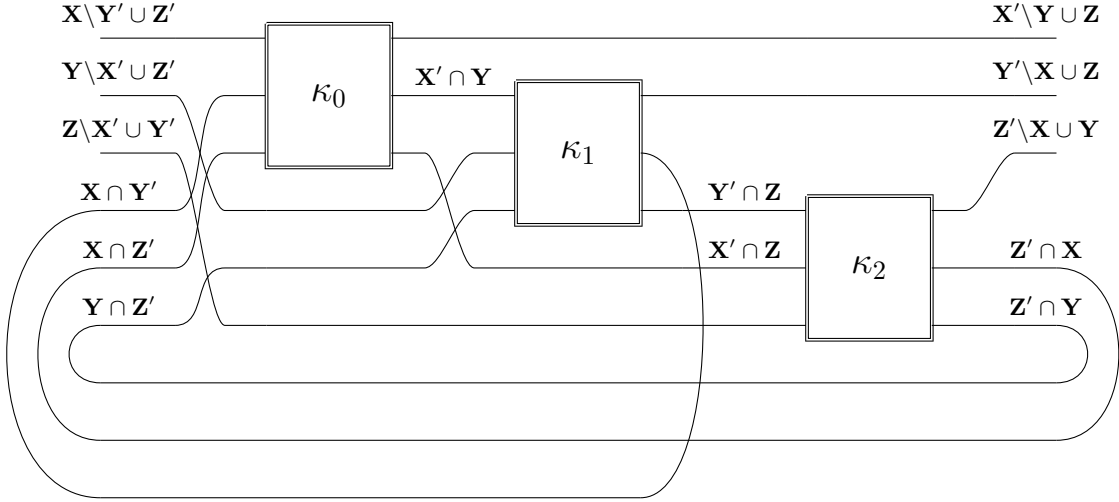 X\Y′ ∪ Z′
X′\Y ∪ Z
Y\X′ ∪ Z′
κ₀
X′ ∩ Y
Y′\X ∪ Z
Z\X′ ∪ Y′
κ₁
Z′\X ∪ Y
X ∩ Y′
Y′ ∩ Z
X ∩ Z′
X′ ∩ Z
κ₂
Z′ ∩ X
Y ∩ Z′
Z′ ∩ Y